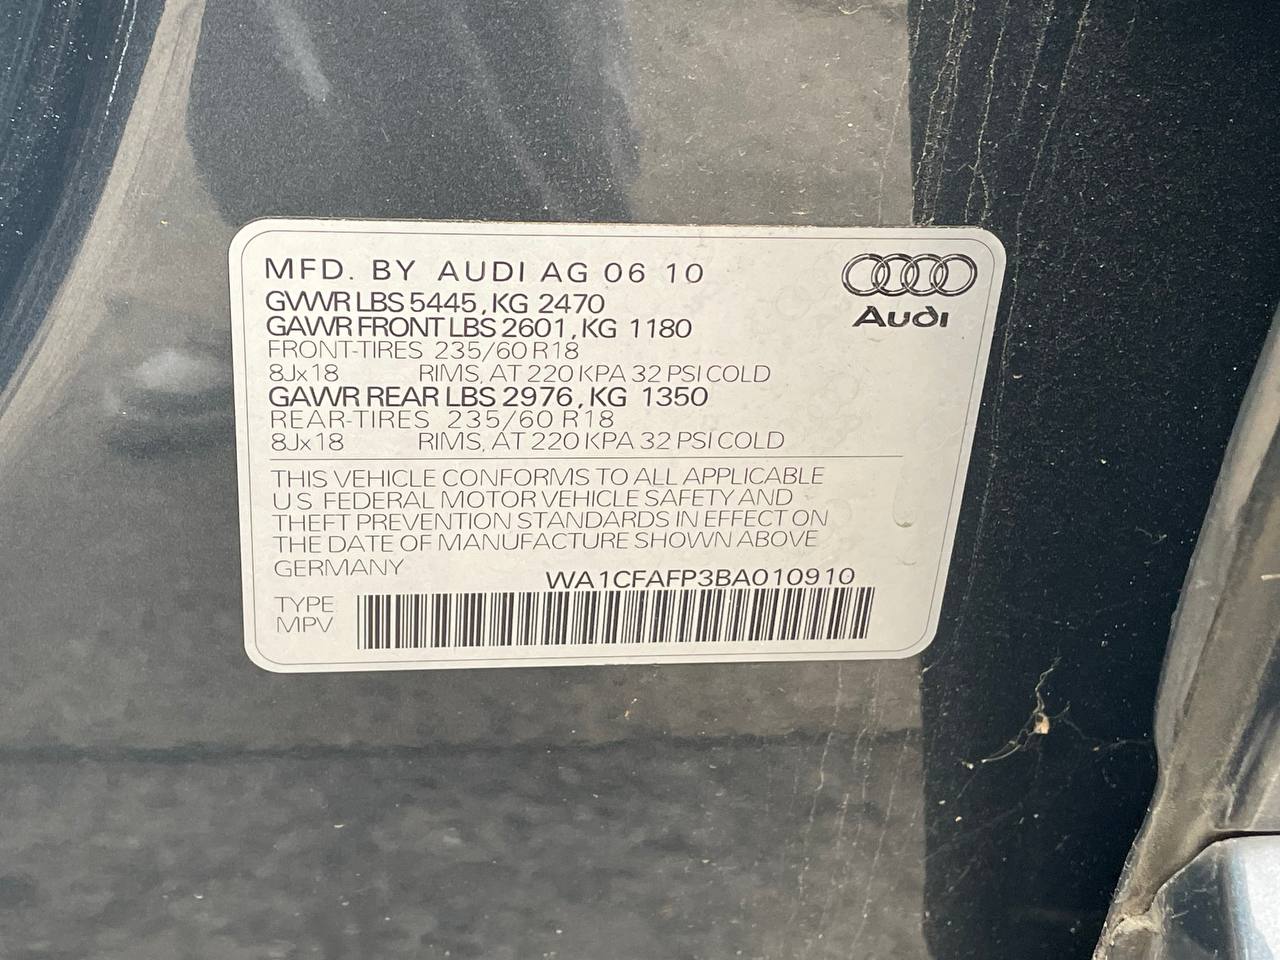 MFD. BY AUDI AG 06 10
GVWR LBS 5445, KG 2470
GAWR FRONT LBS 2601, KG 1180
FRONT-TIRES 235/60 R18
8Jx18 RIMS, AT 220 KPA 32 PSI COLD
GAWR REAR LBS 2976, KG 1350
REAR-TIRES 235/60 R18
8Jx18 RIMS, AT 220 KPA 32 PSI COLD
Audi
THIS VEHICLE CONFORMS TO ALL APPLICABLE
U S FEDERAL MOTOR VEHICLE SAFETY AND
THEFT PREVENTION STANDARDS IN EFFECT ON
THE DATE OF MANUFACTURE SHOWN ABOVE
GERMANY
WA1CFAFP3BA010910
TYPE
MPV